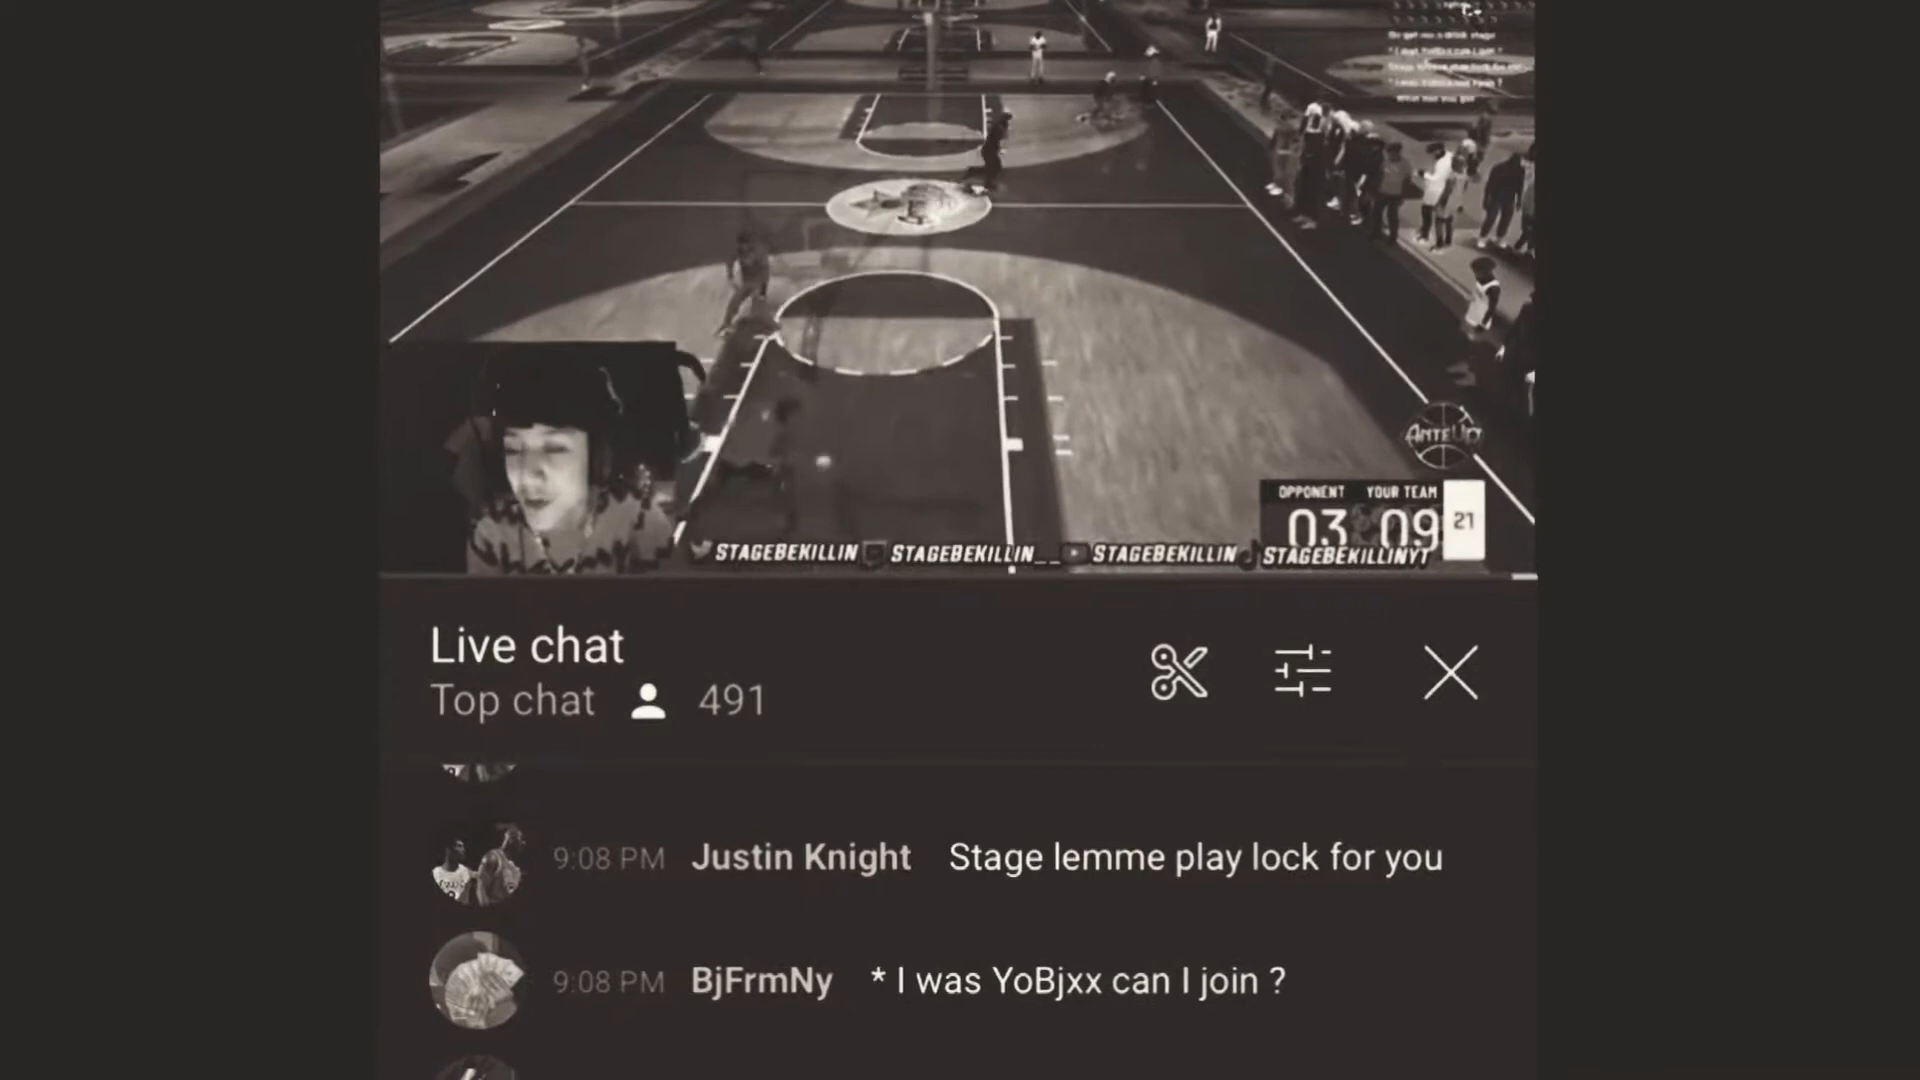 ANTEUP
OPPONENT YOUR TEAM
03 09 21
STAGEBEKILLIN STAGEBEKILLIN__ STAGEBEKILLIN STAGEBEKILLINYT
Live chat
Top chat 491
9:08 PM Justin Knight Stage lemme play lock for you
9:08 PM BjFrmNy * I was YoBjxx can I join ?